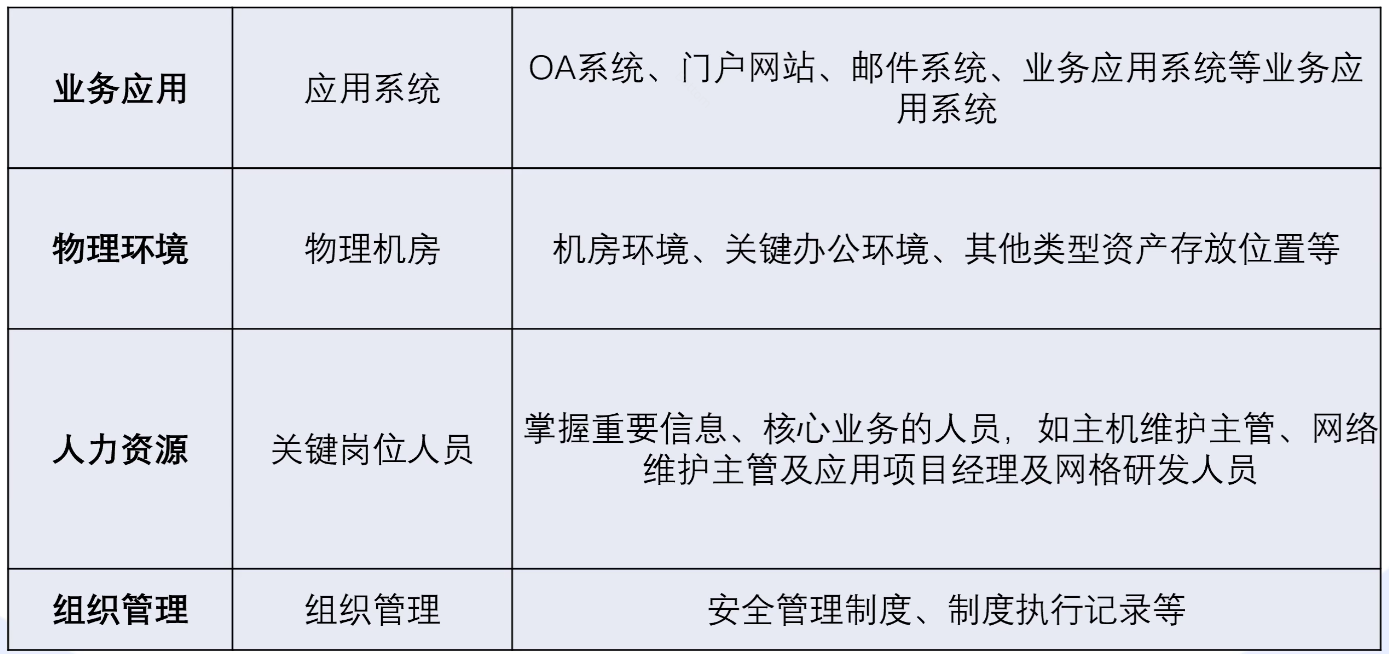 业务应用
应用系统
OA系统、门户网站、邮件系统、业务应用系统等业务应
用系统
物理环境
物理机房
机房环境、关键办公环境、其他类型资产存放位置等
人力资源
关键岗位人员
掌握重要信息、核心业务的人员，如主机维护主管、网络
维护主管及应用项目经理及网格研发人员
组织管理
组织管理
安全管理制度、制度执行记录等